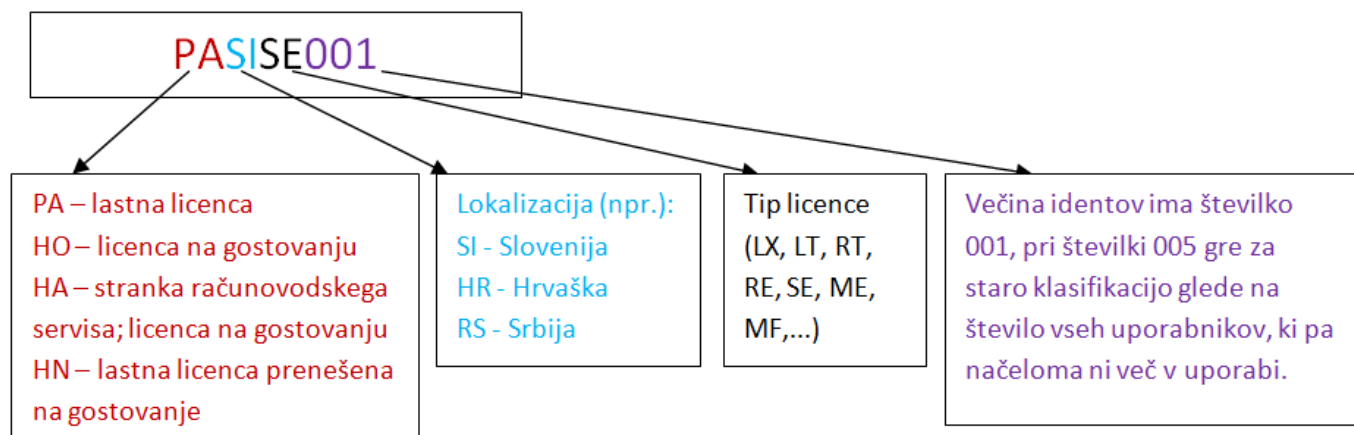 PASISE001
PA – lastna licenca
HO – licenca na gostovanju
HA – stranka računovodskega
servisa; licenca na gostovanju
HN – lastna licenca prenešena
na gostovanje
Lokalizacija (npr.):
SI - Slovenija
HR - Hrvaška
RS - Srbija
Tip licence
(LX, LT, RT,
RE, SE, ME,
MF,...)
Večina identov ima številko
001, pri številki 005 gre za
staro klasifikacijo glede na
število vseh uporabnikov, ki pa
načeloma ni več v uporabi.